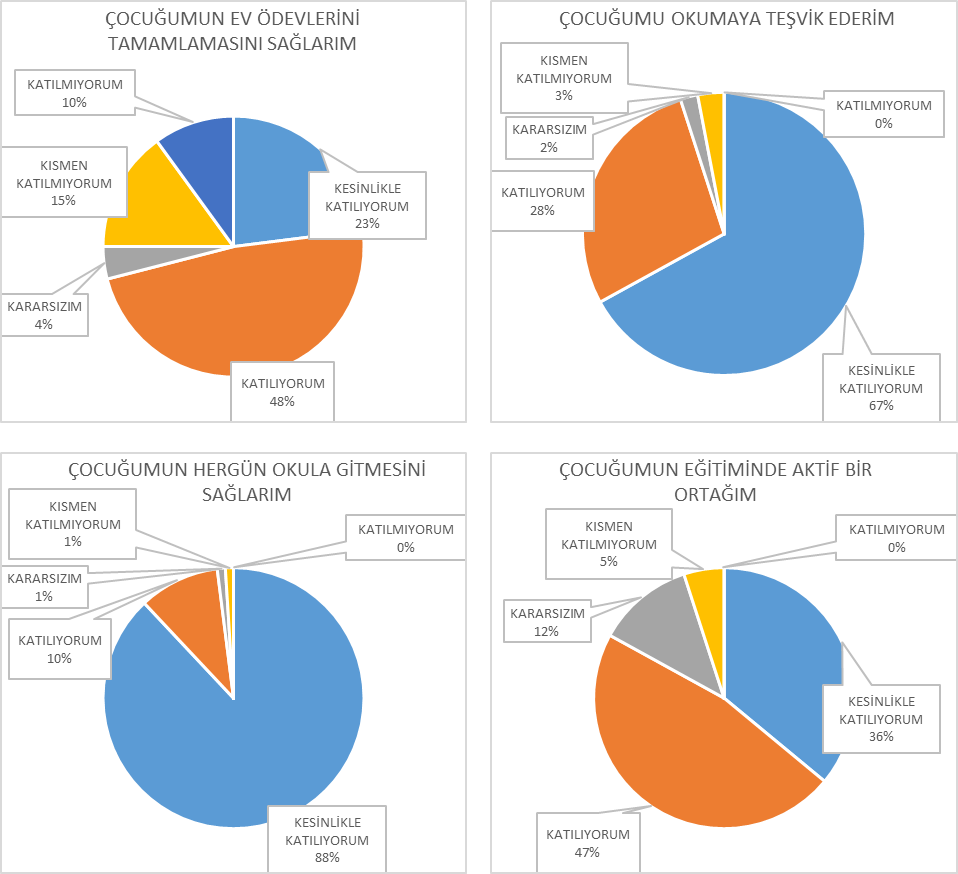 ÇOCUĞUMUN EV ÖDEVLERİNİ
TAMAMLAMASINI SAĞLARIM
KATILMIYORUM
10%
KISMEN
KATILMIYORUM
15%
KESİNLİKLE
KATILIYORUM
23%
KARARSIZIM
4%
KATILIYORUM
48%
ÇOCUĞUMU OKUMAYA TEŞVİK EDERİM
KISMEN
KATILMIYORUM
3%
KATILMIYORUM
0%
KARARSIZIM
2%
KATILIYORUM
28%
KESİNLİKLE
KATILIYORUM
67%
ÇOCUĞUMUN HERGÜN OKULA GİTMESİNİ
SAĞLARIM
KISMEN
KATILMIYORUM
1%
KATILMIYORUM
0%
KARARSIZIM
1%
KATILIYORUM
10%
KESİNLİKLE
KATILIYORUM
88%
ÇOCUĞUMUN EĞİTİMİNDE AKTİF BİR
ORTAĞIM
KISMEN
KATILMIYORUM
5%
KATILMIYORUM
0%
KARARSIZIM
12%
KESİNLİKLE
KATILIYORUM
36%
KATILIYORUM
47%